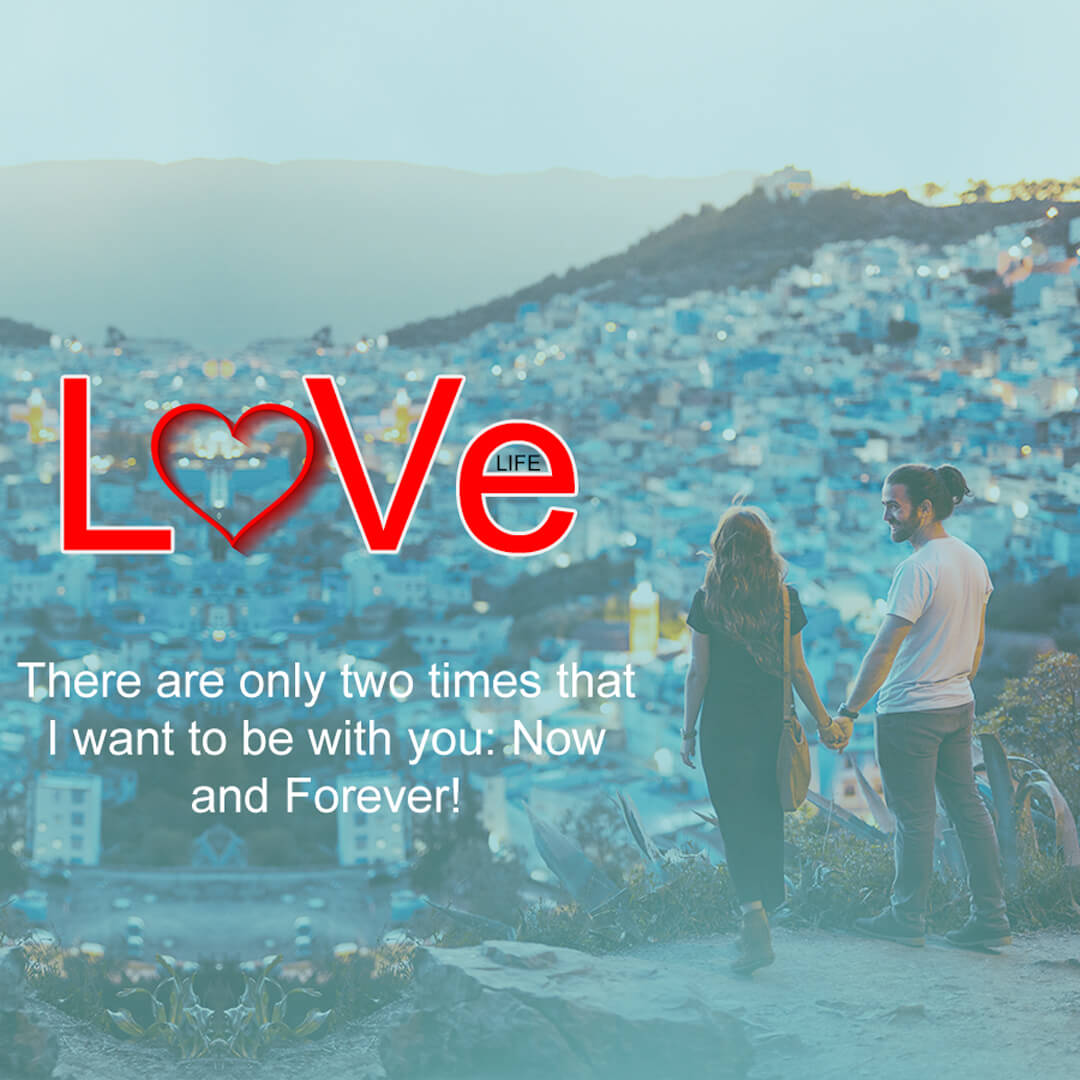 LoVe
LIFE
There are only two times that
I want to be with you: Now
and Forever!